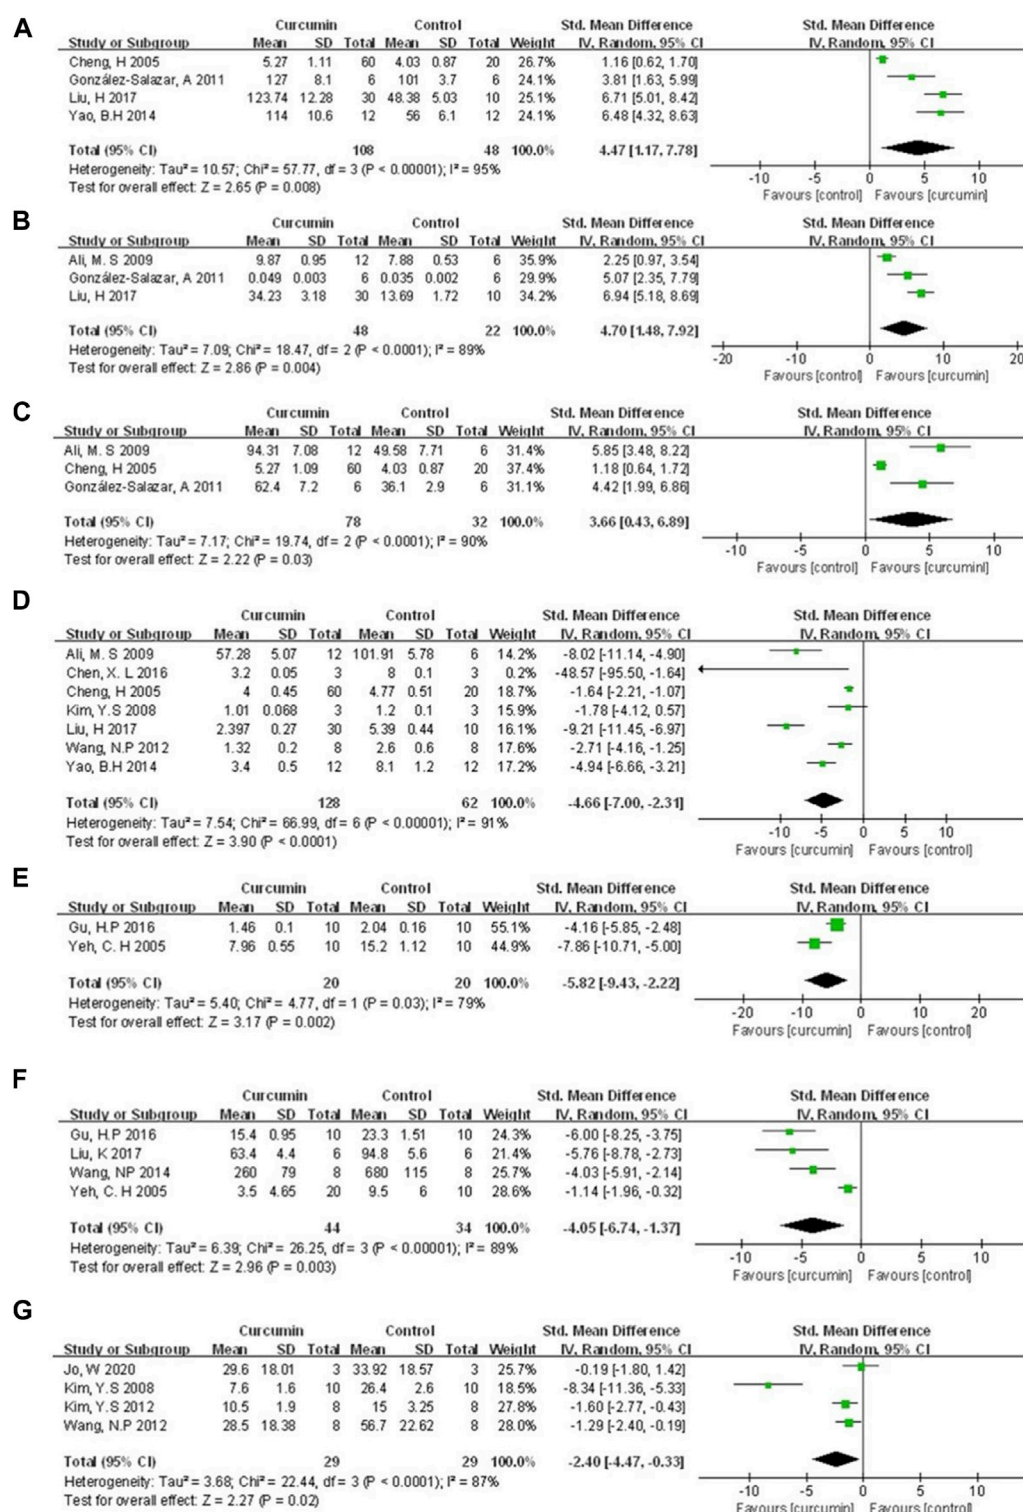 A
Curcumin Control Std. Mean Difference Std. Mean Difference
Study or Subgroup Mean SD Total Mean SD Total Weight IV, Random, 95% CI IV, Random, 95% CI
Cheng, H 2005 5.27 1.11 60 4.03 0.87 20 26.7% 1.16 [0.62, 1.70]
González-Salazar, A 2011 127 8.1 6 101 3.7 6 24.1% 3.81 [1.63, 5.99]
Liu, H 2017 123.74 12.28 30 48.38 5.03 10 25.1% 6.71 [5.01, 8.42]
Yao, B.H 2014 114 10.6 12 56 6.1 12 24.1% 6.48 [4.32, 8.63]
Total (95% CI) 108 48 100.0% 4.47 [1.17, 7.78]
Heterogeneity: Tau² = 10.57; Chi² = 57.77, df = 3 (P < 0.00001); I² = 95%
Test for overall effect: Z = 2.65 (P = 0.008)
-10 -5 0 5 10
Favours [control] Favours [curcumin]
B
Curcumin Control Std. Mean Difference Std. Mean Difference
Study or Subgroup Mean SD Total Mean SD Total Weight IV, Random, 95% CI IV, Random, 95% CI
Ali, M. S 2009 9.87 0.95 12 7.88 0.53 6 35.9% 2.25 [0.97, 3.54]
González-Salazar, A 2011 0.049 0.003 6 0.035 0.002 6 29.9% 5.07 [2.35, 7.79]
Liu, H 2017 34.23 3.18 30 13.69 1.72 10 34.2% 6.94 [5.18, 8.69]
Total (95% CI) 48 22 100.0% 4.70 [1.48, 7.92]
Heterogeneity: Tau² = 7.09; Chi² = 18.47, df = 2 (P < 0.0001); I² = 89%
Test for overall effect: Z = 2.86 (P = 0.004)
-20 -10 0 10 20
Favours [control] Favours [curcumin]
C
Curcumin Control Std. Mean Difference Std. Mean Difference
Study or Subgroup Mean SD Total Mean SD Total Weight IV, Random, 95% CI IV, Random, 95% CI
Ali, M. S 2009 94.31 7.08 12 49.58 7.71 6 31.4% 5.85 [3.48, 8.22]
Cheng, H 2005 5.27 1.09 60 4.03 0.87 20 37.4% 1.18 [0.64, 1.72]
González-Salazar, A 2011 62.4 7.2 6 36.1 2.9 6 31.1% 4.42 [1.99, 6.86]
Total (95% CI) 78 32 100.0% 3.66 [0.43, 6.89]
Heterogeneity: Tau² = 7.17; Chi² = 19.74, df = 2 (P < 0.0001); I² = 90%
Test for overall effect: Z = 2.22 (P = 0.03)
-10 -5 0 5 10
Favours [control] Favours [curcumin]
D
Curcumin Control Std. Mean Difference Std. Mean Difference
Study or Subgroup Mean SD Total Mean SD Total Weight IV, Random, 95% CI IV, Random, 95% CI
Ali, M. S 2009 57.28 5.07 12 101.91 5.78 6 14.2% -8.02 [-11.14, -4.90]
Chen, X. L 2016 3.2 0.05 3 8 0.1 3 0.2% -48.57 [-95.50, -1.64]
Cheng, H 2005 4 0.45 60 4.77 0.51 20 18.7% -1.64 [-2.21, -1.07]
Kim, Y.S 2008 1.01 0.068 3 1.2 0.1 3 15.9% -1.78 [-4.12, 0.57]
Liu, H 2017 2.397 0.27 30 5.39 0.44 10 16.1% -9.21 [-11.45, -6.97]
Wang, N.P 2012 1.32 0.2 8 2.6 0.6 8 17.6% -2.71 [-4.16, -1.25]
Yao, B.H 2014 3.4 0.5 12 8.1 1.2 12 17.2% -4.94 [-6.66, -3.21]
Total (95% CI) 128 62 100.0% -4.66 [-7.00, -2.31]
Heterogeneity: Tau² = 7.54; Chi² = 66.99, df = 6 (P < 0.00001); I² = 91%
Test for overall effect: Z = 3.90 (P < 0.0001)
-10 -5 0 5 10
Favours [curcumin] Favours [control]
E
Curcumin Control Std. Mean Difference Std. Mean Difference
Study or Subgroup Mean SD Total Mean SD Total Weight IV, Random, 95% CI IV, Random, 95% CI
Gu, H.P 2016 1.46 0.1 10 2.04 0.16 10 55.1% -4.16 [-5.85, -2.48]
Yeh, C. H 2005 7.96 0.55 10 15.2 1.12 10 44.9% -7.86 [-10.71, -5.00]
Total (95% CI) 20 20 100.0% -5.82 [-9.43, -2.22]
Heterogeneity: Tau² = 5.40; Chi² = 4.77, df = 1 (P = 0.03); I² = 79%
Test for overall effect: Z = 3.17 (P = 0.002)
-20 -10 0 10 20
Favours [curcumin] Favours [control]
F
Curcumin Control Std. Mean Difference Std. Mean Difference
Study or Subgroup Mean SD Total Mean SD Total Weight IV, Random, 95% CI IV, Random, 95% CI
Gu, H.P 2016 15.4 0.95 10 23.3 1.51 10 24.3% -6.00 [-8.25, -3.75]
Liu, K 2017 63.4 4.4 6 94.8 5.6 6 21.4% -5.76 [-8.78, -2.73]
Wang, NP 2014 260 79 8 680 115 8 25.7% -4.03 [-5.91, -2.14]
Yeh, C. H 2005 3.5 4.65 20 9.5 6 10 28.6% -1.14 [-1.96, -0.32]
Total (95% CI) 44 34 100.0% -4.05 [-6.74, -1.37]
Heterogeneity: Tau² = 6.39; Chi² = 26.25, df = 3 (P < 0.00001); I² = 89%
Test for overall effect: Z = 2.96 (P = 0.003)
-10 -5 0 5 10
Favours [curcumin] Favours [control]
G
Curcumin Control Std. Mean Difference Std. Mean Difference
Study or Subgroup Mean SD Total Mean SD Total Weight IV, Random, 95% CI IV, Random, 95% CI
Jo, W 2020 29.6 18.01 3 33.92 18.57 3 25.7% -0.19 [-1.80, 1.42]
Kim, Y.S 2008 7.6 1.6 10 26.4 2.6 10 18.5% -8.34 [-11.36, -5.33]
Kim, Y.S 2012 10.5 1.9 8 15 3.25 8 27.8% -1.60 [-2.77, -0.43]
Wang, N.P 2012 28.5 18.38 8 56.7 22.62 8 28.0% -1.29 [-2.40, -0.19]
Total (95% CI) 29 29 100.0% -2.40 [-4.47, -0.33]
Heterogeneity: Tau² = 3.68; Chi² = 22.44, df = 3 (P < 0.0001); I² = 87%
Test for overall effect: Z = 2.27 (P = 0.02)
-10 -5 0 5 10
Favours [curcumin] Favours [control]